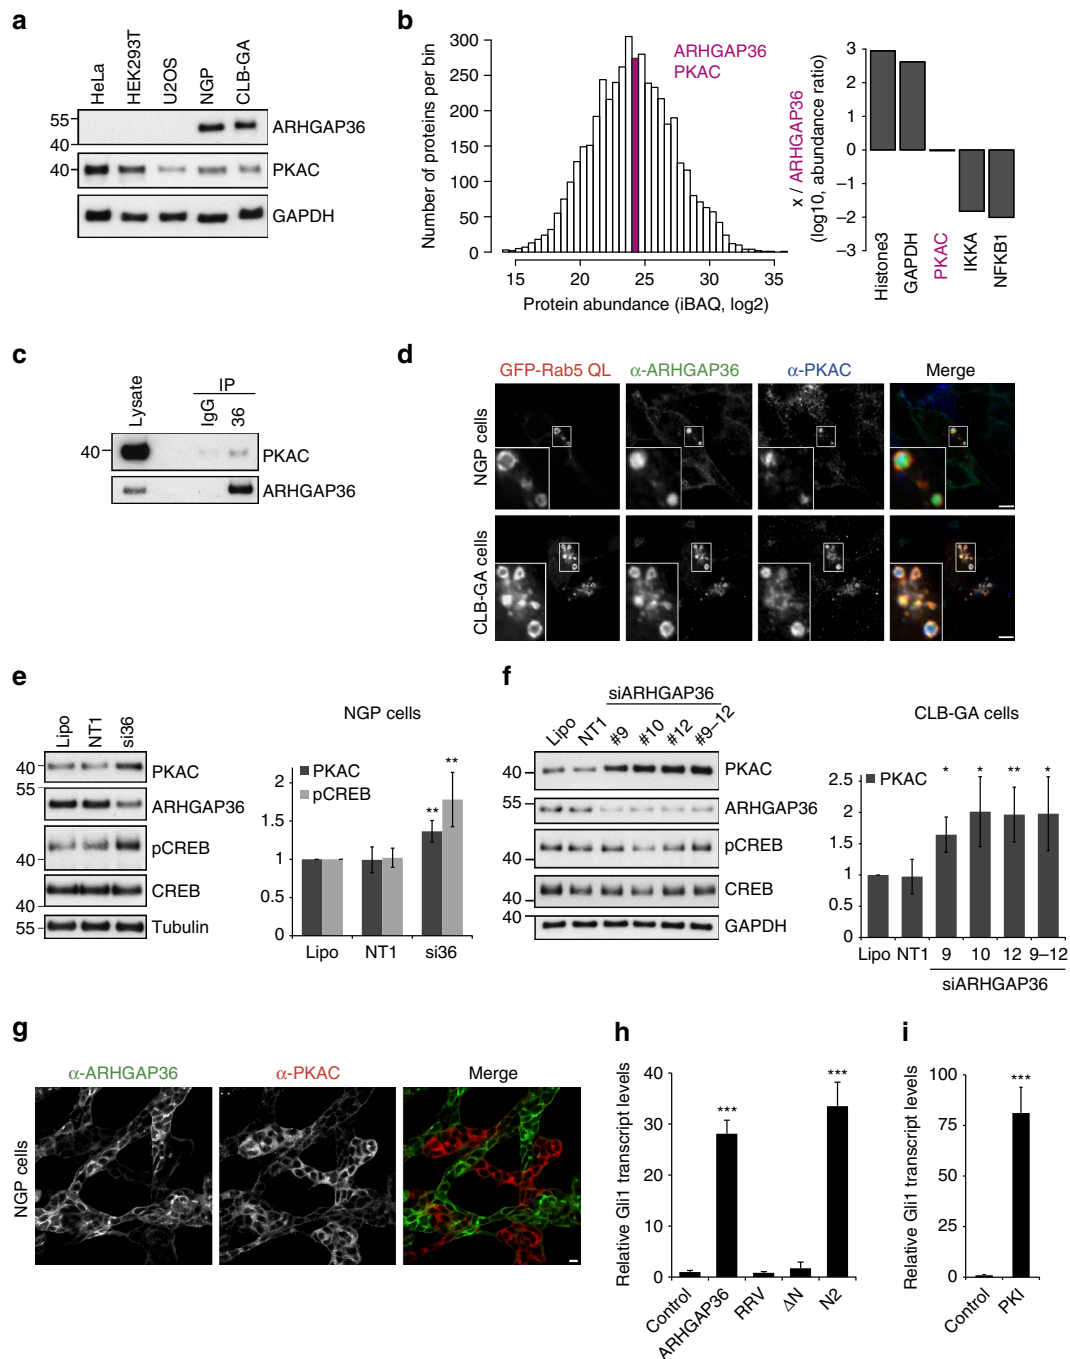 a
HeLa
HEK293T
U2OS
NGP
CLB-GA
55
40
ARHGAP36
40
PKAC
GAPDH
b
Number of proteins per bin
300
250
200
150
100
50
0
15
20
25
30
35
Protein abundance (iBAQ, log2)
ARHGAP36
PKAC
x / ARHGAP36
(log10, abundance ratio)
3
2
1
0
−1
−2
−3
Histone3
GAPDH
PKAC
IKKA
NFKB1
c
Lysate
IP
IgG
36
40
PKAC
ARHGAP36
d
GFP-Rab5 QL
α-ARHGAP36
α-PKAC
Merge
NGP cells
CLB-GA cells
e
Lipo
NT1
si36
40
PKAC
55
ARHGAP36
40
pCREB
40
CREB
55
Tubulin
NGP cells
PKAC
pCREB
2
1.5
1
0.5
0
**
**
Lipo
NT1
si36
f
siARHGAP36
Lipo
NT1
#9
#10
#12
#9–12
40
PKAC
55
ARHGAP36
40
pCREB
40
CREB
40
GAPDH
CLB-GA cells
PKAC
2.5
2
1.5
1
0.5
0
*
*
**
*
Lipo
NT1
9
10
12
9–12
siARHGAP36
g
α-ARHGAP36
α-PKAC
Merge
NGP cells
h
Relative Gli1 transcript levels
40
30
20
10
0
***
***
Control
ARHGAP36
RRV
ΔN
N2
i
Relative Gli1 transcript levels
100
75
50
25
0
***
Control
PKI